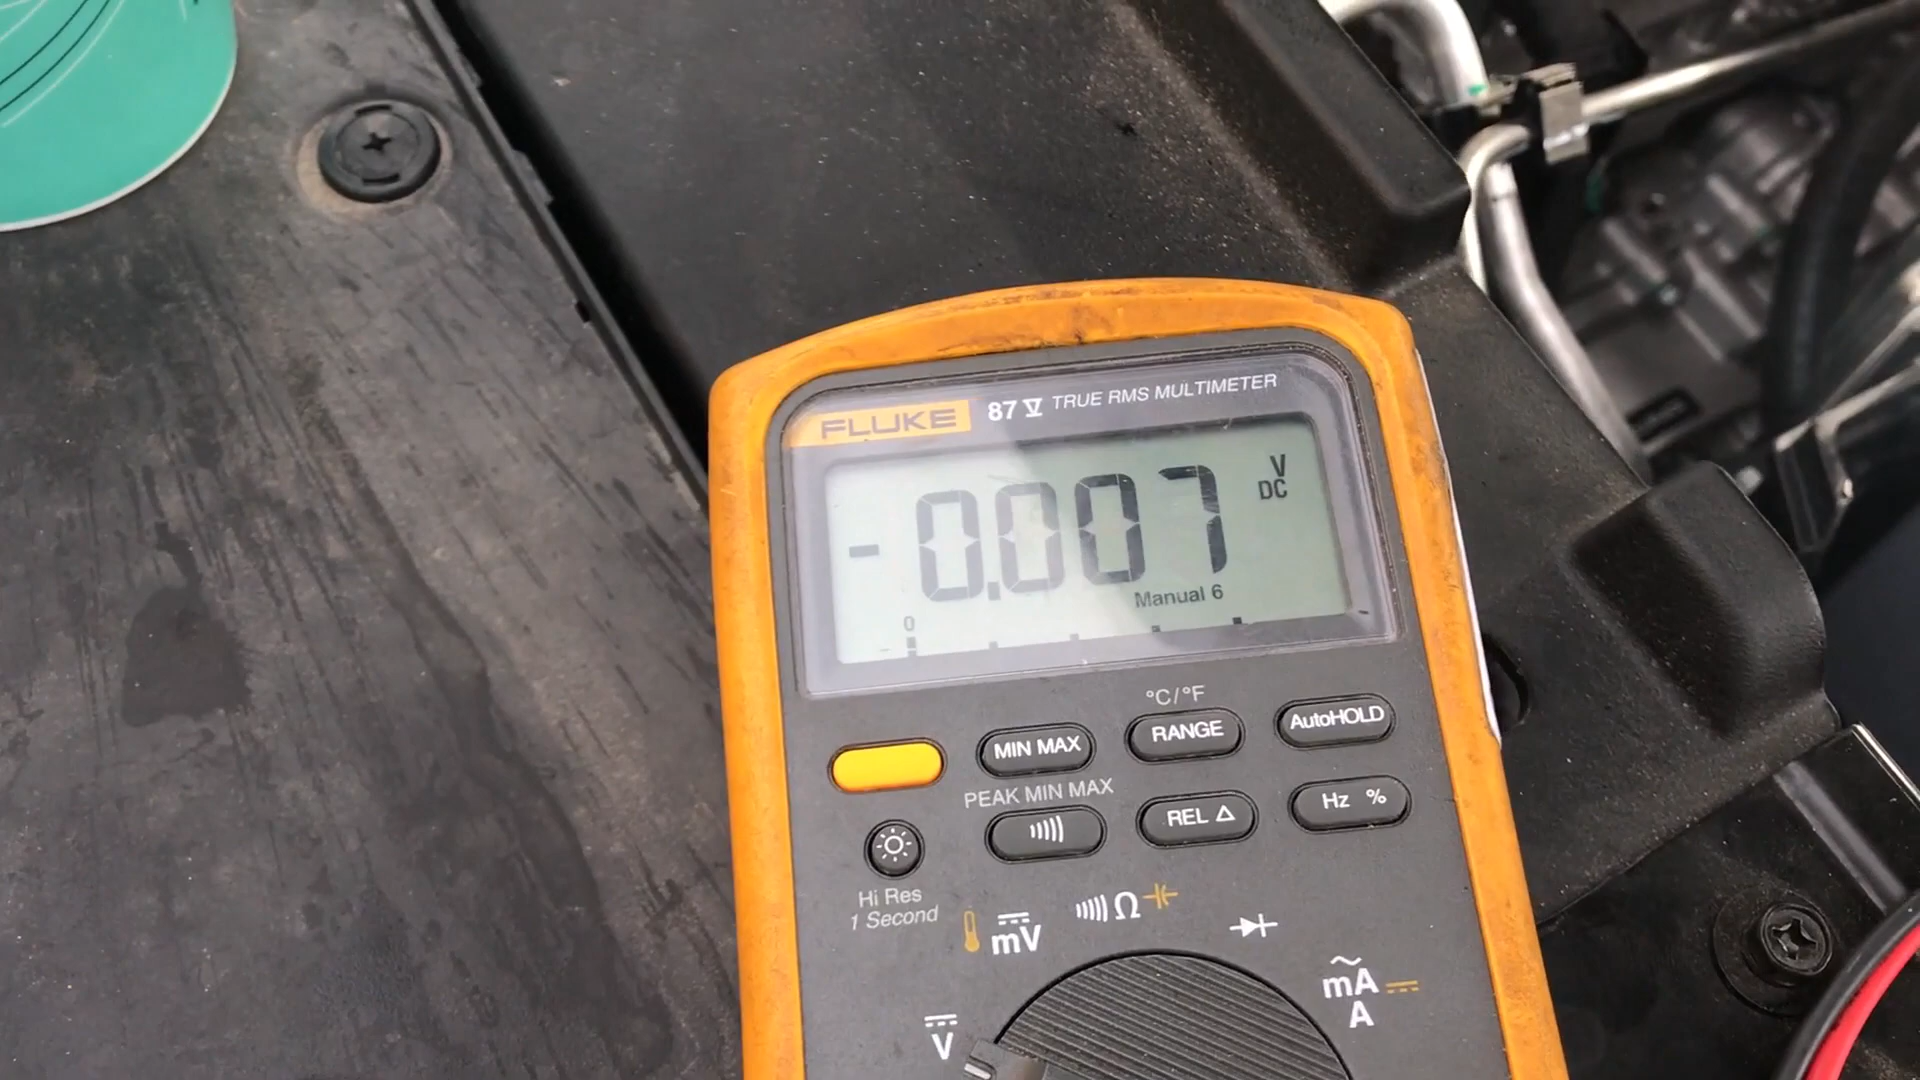 FLUKE 87 V TRUE RMS MULTIMETER
-0.007 V DC
Manual 6
0
°C/°F
MIN MAX RANGE AutoHOLD
PEAK MIN MAX
REL Δ Hz %
Hi Res
1 Second
mV Ω
mA
A
V